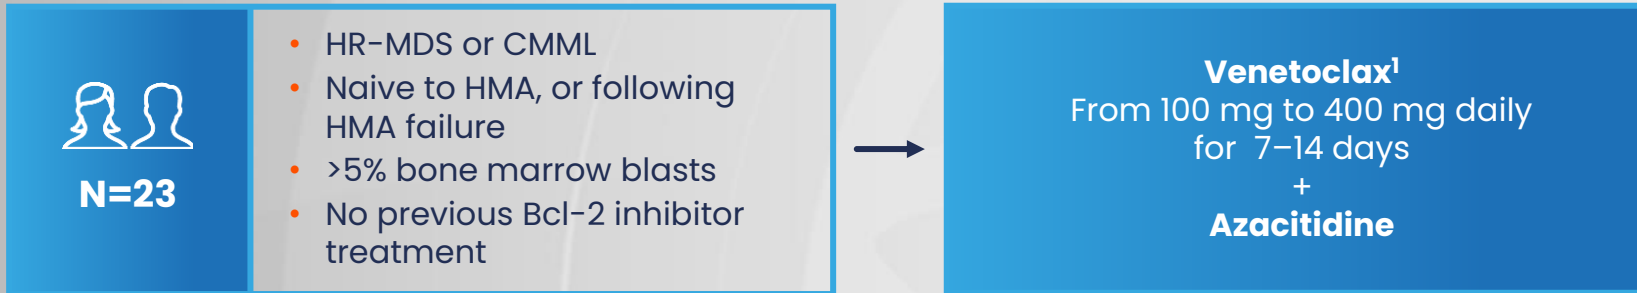 N=23
• HR-MDS or CMML
• Naive to HMA, or following
HMA failure
• >5% bone marrow blasts
• No previous Bcl-2 inhibitor
treatment
Venetoclax¹
From 100 mg to 400 mg daily
for 7–14 days
+
Azacitidine